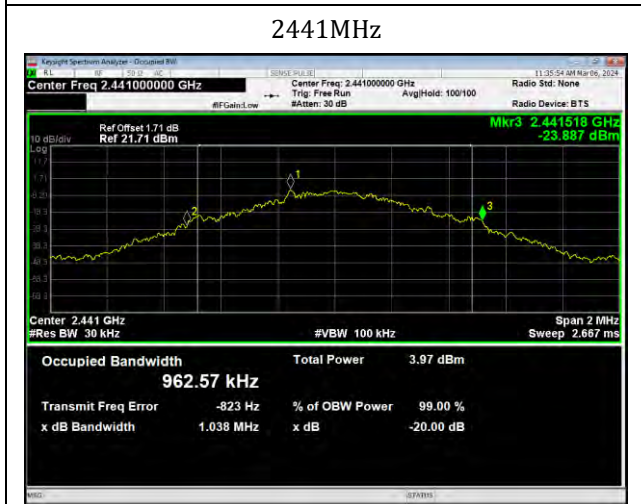 2441MHz
Keysight Spectrum Analyzer - Occupied BW
RL RF 50 Ω AC SENSE:PULSE 11:35:54 AM Mar 06, 2024
Center Freq 2.441000000 GHz Center Freq: 2.441000000 GHz Radio Std: None
Trig: Free Run Avg|Hold: 100/100
#IFGain:Low #Atten: 30 dB Radio Device: BTS
Ref Offset 1.71 dB Mkr3 2.441518 GHz
10 dB/div Ref 21.71 dBm -23.887 dBm
Log
1
2
3
Center 2.441 GHz Span 2 MHz
#Res BW 30 kHz #VBW 100 kHz Sweep 2.667 ms
Occupied Bandwidth Total Power 3.97 dBm
962.57 kHz
Transmit Freq Error -823 Hz % of OBW Power 99.00 %
x dB Bandwidth 1.038 MHz x dB -20.00 dB
MSG STATUS